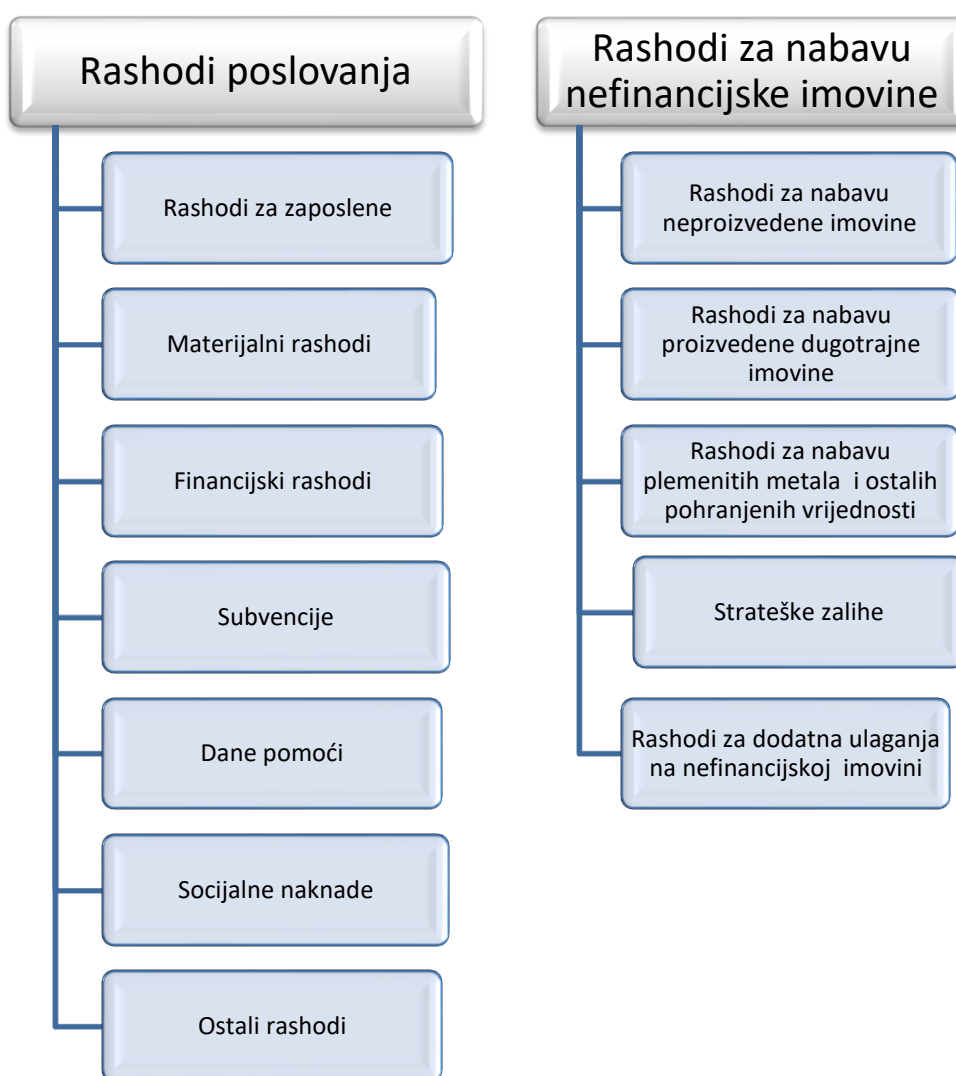 Rashodi poslovanja
Rashodi za zaposlene
Materijalni rashodi
Financijski rashodi
Subvencije
Dane pomoći
Socijalne naknade
Ostali rashodi
Rashodi za nabavu
nefinancijske imovine
Rashodi za nabavu
neproizvedene imovine
Rashodi za nabavu
proizvedene dugotrajne
imovine
Rashodi za nabavu
plemenitih metala  i ostalih
pohranjenih vrijednosti
Strateške zalihe
Rashodi za dodatna ulaganja
na nefinancijskoj  imovini